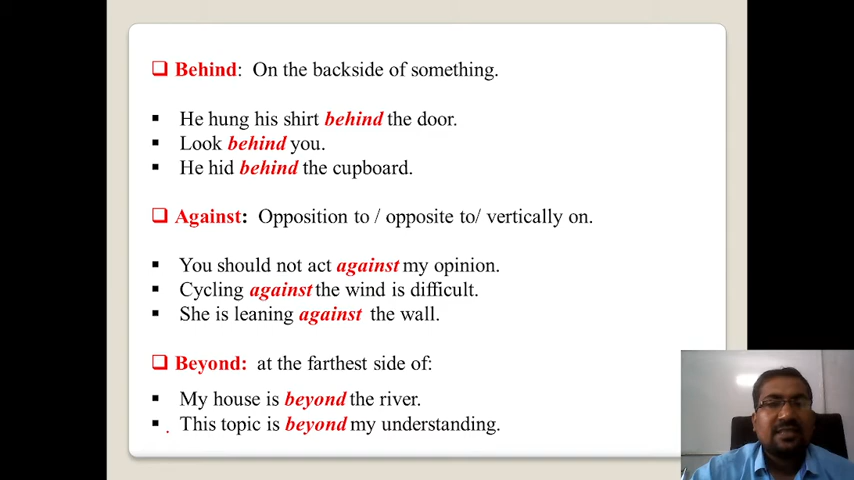 Behind: On the backside of something.
He hung his shirt behind the door.
Look behind you.
He hid behind the cupboard.
Against: Opposition to / opposite to/ vertically on.
You should not act against my opinion.
Cycling against the wind is difficult.
She is leaning against the wall.
Beyond: at the farthest side of:
My house is beyond the river.
This topic is beyond my understanding.